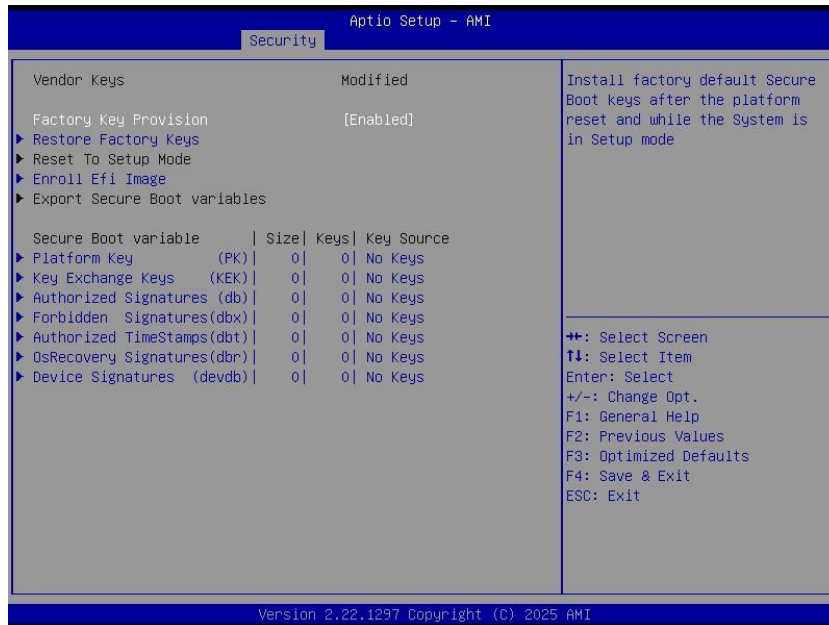 Aptio Setup - AMI
Security
Vendor Keys Modified
Factory Key Provision [Enabled]
Restore Factory Keys
Reset To Setup Mode
Enroll Efi Image
Export Secure Boot variables
Secure Boot variable | Size| Keys| Key Source
Platform Key (PK)| 0| 0| No Keys
Key Exchange Keys (KEK)| 0| 0| No Keys
Authorized Signatures (db)| 0| 0| No Keys
Forbidden Signatures(dbx)| 0| 0| No Keys
Authorized TimeStamps(dbt)| 0| 0| No Keys
OsRecovery Signatures(dbr)| 0| 0| No Keys
Device Signatures (devdb)| 0| 0| No Keys
Install factory default Secure
Boot keys after the platform
reset and while the System is
in Setup mode
→←: Select Screen
↑↓: Select Item
Enter: Select
+/-: Change Opt.
F1: General Help
F2: Previous Values
F3: Optimized Defaults
F4: Save & Exit
ESC: Exit
Version 2.22.1297 Copyright (C) 2025 AMI